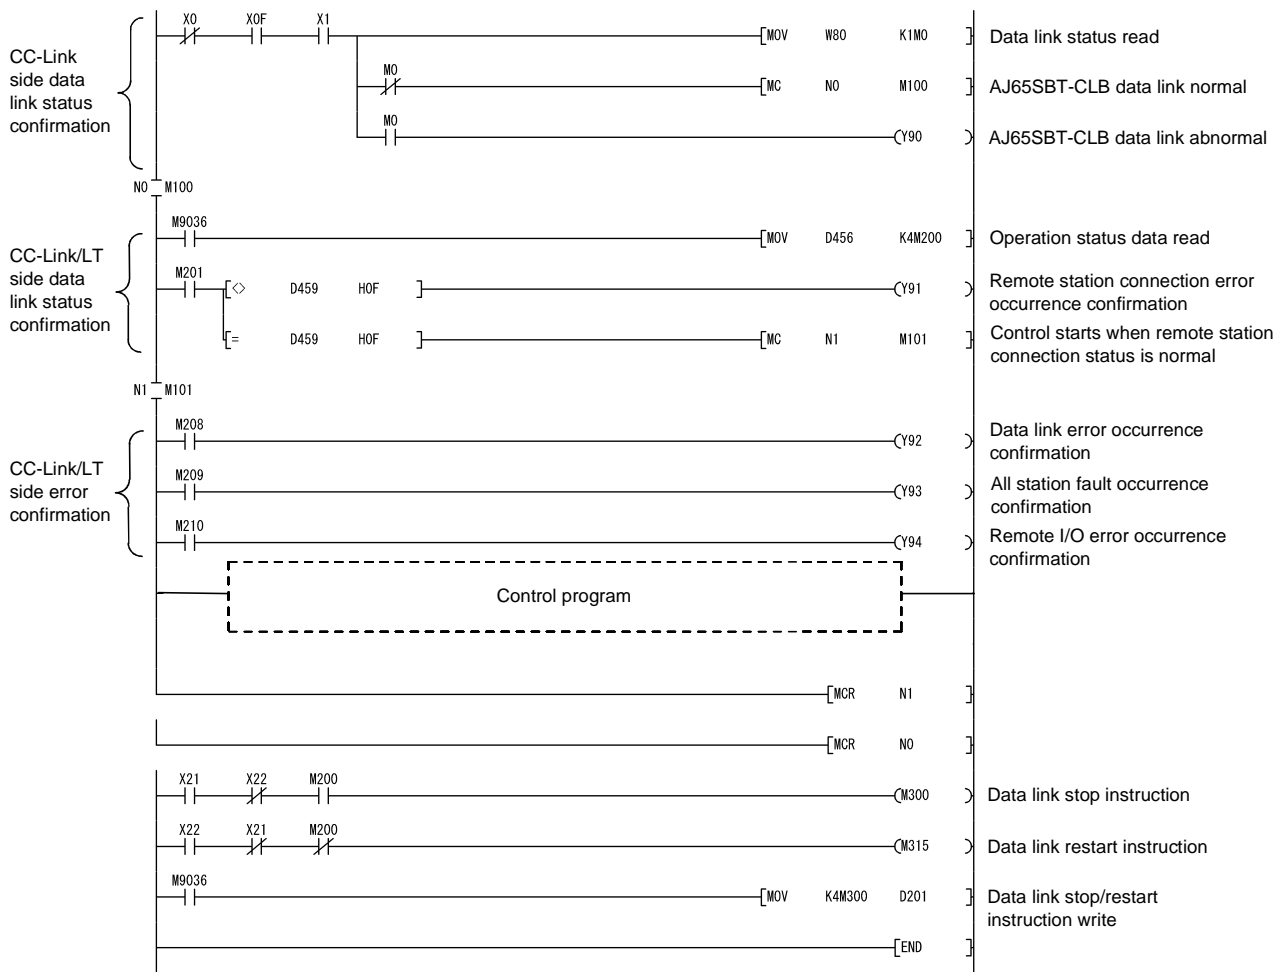 X0 X0F X1
MOV W80 K1M0 Data link status read
CC-Link
side data
link status
confirmation
M0
MC N0 M100 AJ65SBT-CLB data link normal
M0
Y90 AJ65SBT-CLB data link abnormal
N0 M100
M9036
MOV D456 K4M200 Operation status data read
CC-Link/LT
side data
link status
confirmation
M201
<> D459 H0F Y91
Remote station connection error
occurrence confirmation
= D459 H0F MC N1 M101
Control starts when remote station
connection status is normal
N1 M101
M208
Y92
Data link error occurrence
confirmation
CC-Link/LT
side error
confirmation
M209
Y93
All station fault occurrence
confirmation
M210
Y94
Remote I/O error occurrence
confirmation
Control program
MCR N1
MCR N0
X21 X22 M200
M300 Data link stop instruction
X22 X21 M200
M315 Data link restart instruction
M9036
MOV K4M300 D201
Data link stop/restart
instruction write
END